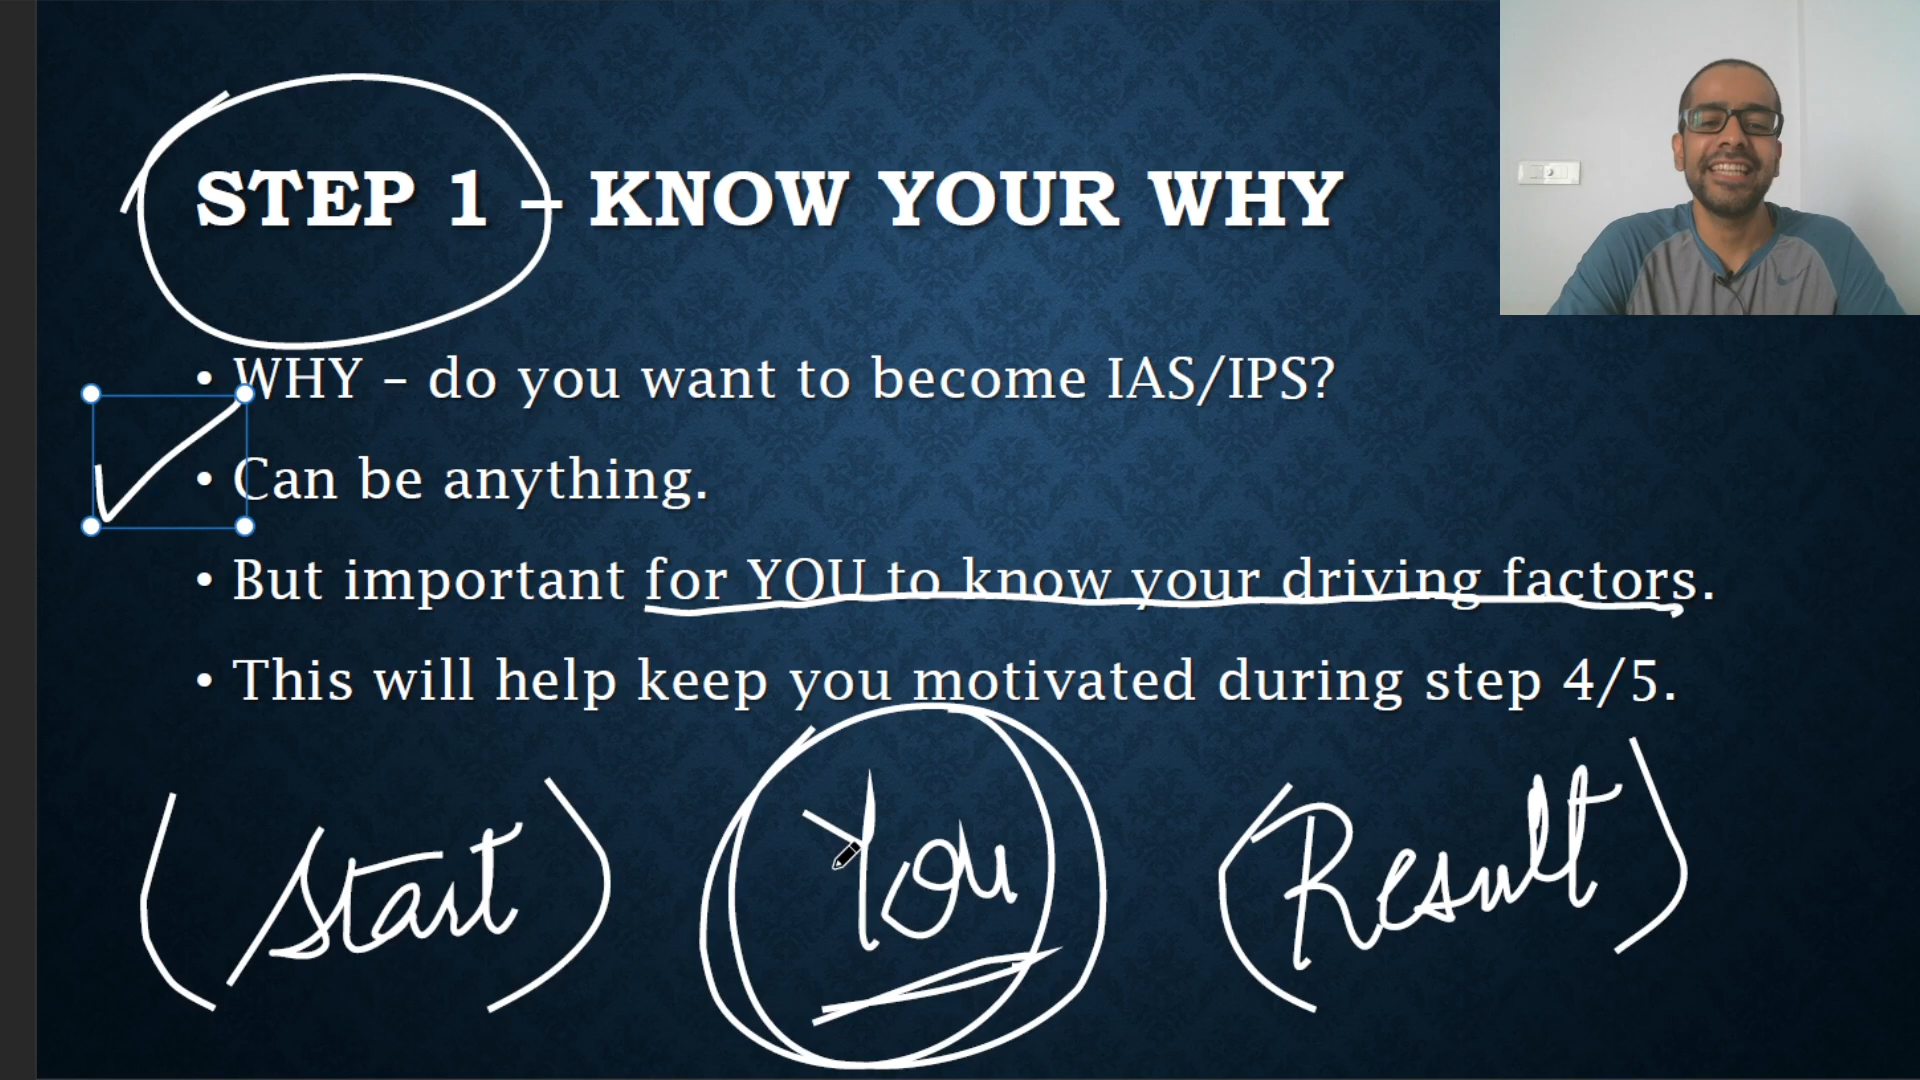 STEP 1 – KNOW YOUR WHY
• WHY – do you want to become IAS/IPS?
• Can be anything.
• But important for YOU to know your driving factors.
• This will help keep you motivated during step 4/5.
(Start) You (Result)